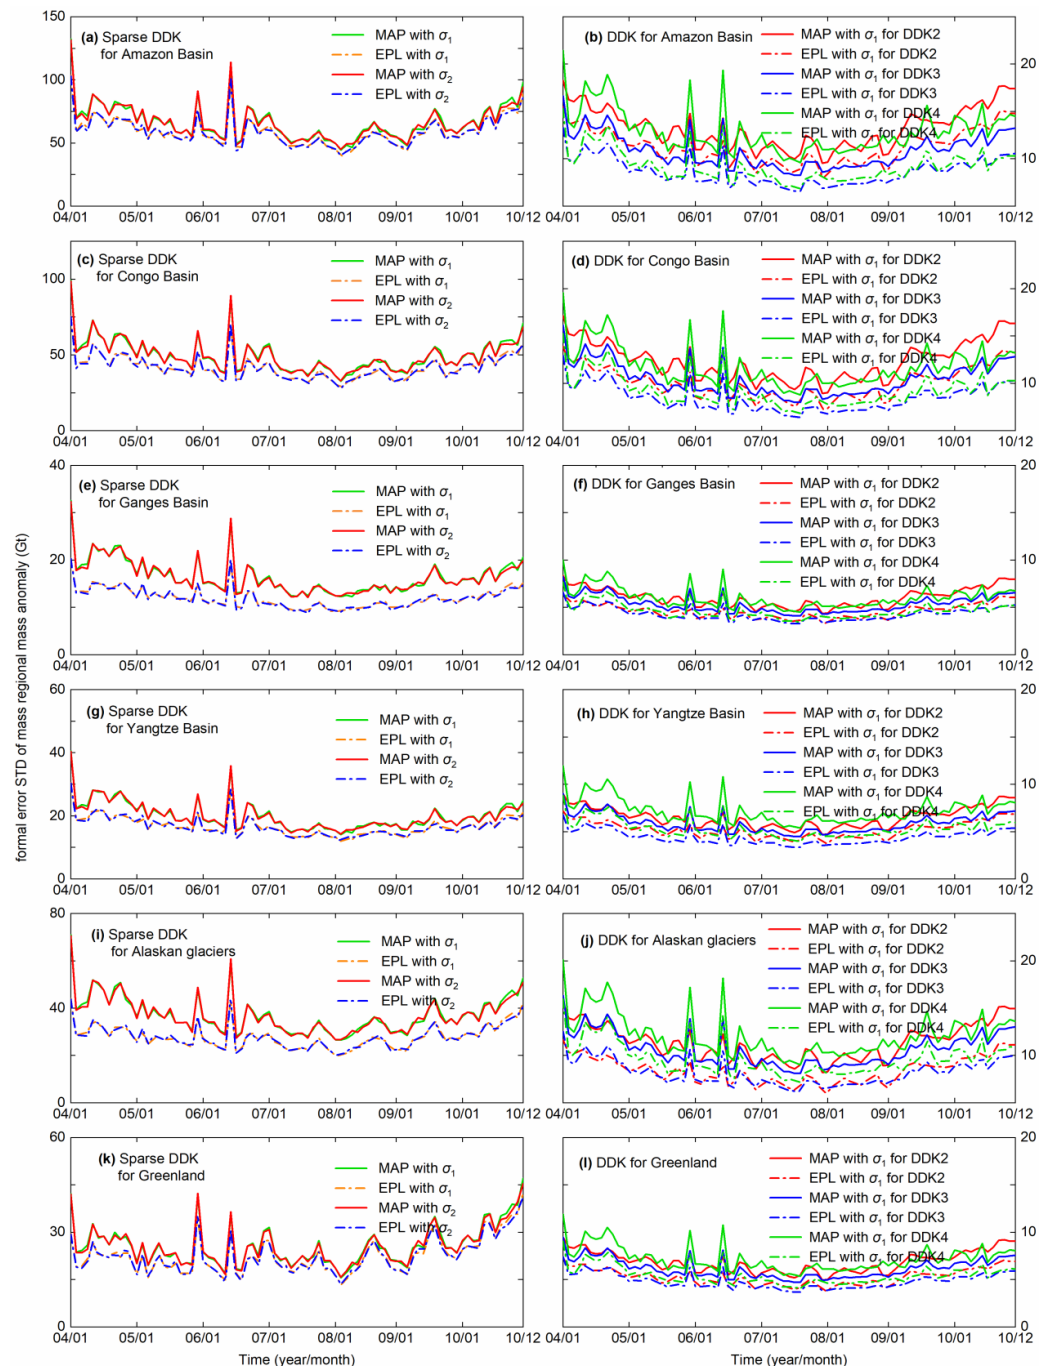 formal error STD of mass regional mass anomaly (Gt)
150
100
50
0
(a) Sparse DDK
for Amazon Basin
MAP with σ1
EPL with σ1
MAP with σ2
EPL with σ2
04/01 05/01 06/01 07/01 08/01 09/01 10/01 10/12
(b) DDK for Amazon Basin
MAP with σ1 for DDK2
EPL with σ1 for DDK2
MAP with σ1 for DDK3
EPL with σ1 for DDK3
MAP with σ1 for DDK4
EPL with σ1 for DDK4
20
10
04/01 05/01 06/01 07/01 08/01 09/01 10/01 10/12
100
50
0
(c) Sparse DDK
for Congo Basin
MAP with σ1
EPL with σ1
MAP with σ2
EPL with σ2
04/01 05/01 06/01 07/01 08/01 09/01 10/01 10/12
(d) DDK for Congo Basin
MAP with σ1 for DDK2
EPL with σ1 for DDK2
MAP with σ1 for DDK3
EPL with σ1 for DDK3
MAP with σ1 for DDK4
EPL with σ1 for DDK4
20
10
04/01 05/01 06/01 07/01 08/01 09/01 10/01 10/12
40
20
0
(e) Sparse DDK
for Ganges Basin
MAP with σ1
EPL with σ1
MAP with σ2
EPL with σ2
04/01 05/01 06/01 07/01 08/01 09/01 10/01 10/12
(f) DDK for Ganges Basin
MAP with σ1 for DDK2
EPL with σ1 for DDK2
MAP with σ1 for DDK3
EPL with σ1 for DDK3
MAP with σ1 for DDK4
EPL with σ1 for DDK4
20
10
0
04/01 05/01 06/01 07/01 08/01 09/01 10/01 10/12
60
40
20
0
(g) Sparse DDK
for Yangtze Basin
MAP with σ1
EPL with σ1
MAP with σ2
EPL with σ2
04/01 05/01 06/01 07/01 08/01 09/01 10/01 10/12
(h) DDK for Yangtze Basin
MAP with σ1 for DDK2
EPL with σ1 for DDK2
MAP with σ1 for DDK3
EPL with σ1 for DDK3
MAP with σ1 for DDK4
EPL with σ1 for DDK4
20
10
0
04/01 05/01 06/01 07/01 08/01 09/01 10/01 10/12
80
60
40
20
0
(i) Sparse DDK
for Alaskan glaciers
MAP with σ1
EPL with σ1
MAP with σ2
EPL with σ2
04/01 05/01 06/01 07/01 08/01 09/01 10/01 10/12
(j) DDK for Alaskan glaciers
MAP with σ1 for DDK2
EPL with σ1 for DDK2
MAP with σ1 for DDK3
EPL with σ1 for DDK3
MAP with σ1 for DDK4
EPL with σ1 for DDK4
20
10
04/01 05/01 06/01 07/01 08/01 09/01 10/01 10/12
60
30
0
(k) Sparse DDK
for Greenland
MAP with σ1
EPL with σ1
MAP with σ2
EPL with σ2
04/01 05/01 06/01 07/01 08/01 09/01 10/01 10/12
Time (year/month)
(l) DDK for Greenland
MAP with σ1 for DDK2
EPL with σ1 for DDK2
MAP with σ1 for DDK3
EPL with σ1 for DDK3
MAP with σ1 for DDK4
EPL with σ1 for DDK4
20
10
0
04/01 05/01 06/01 07/01 08/01 09/01 10/01 10/12
Time (year/month)